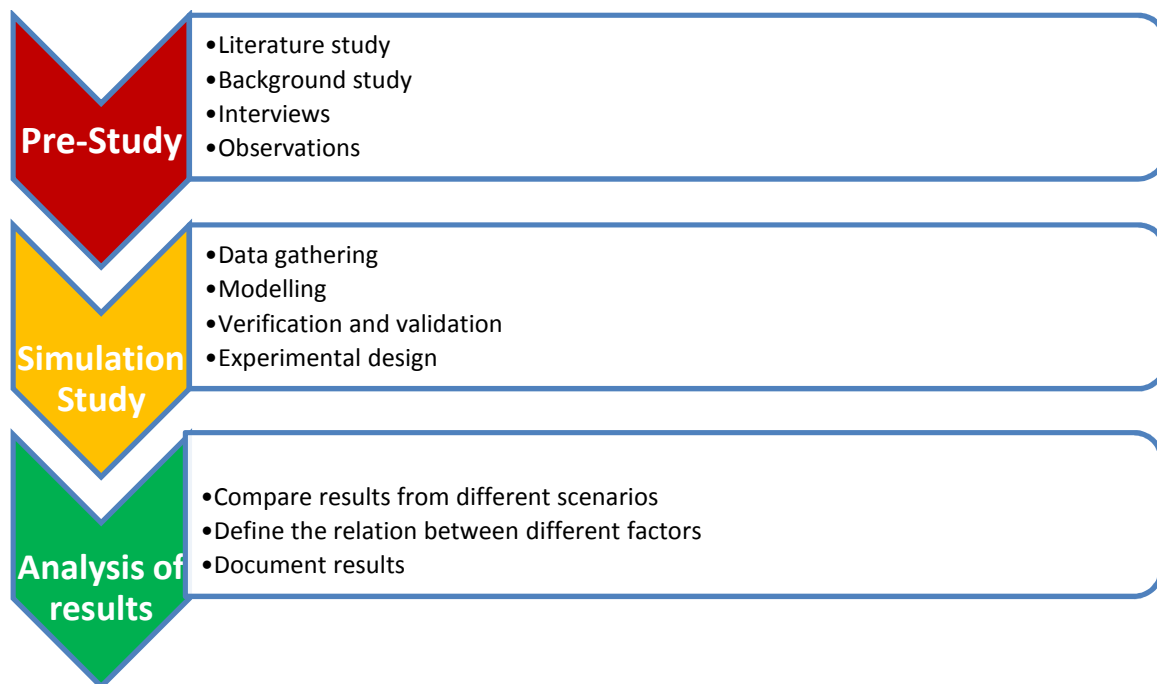 Pre-Study
•Literature study
•Background study
•Interviews
•Observations
Simulation
Study
•Data gathering
•Modelling
•Verification and validation
•Experimental design
Analysis of
results
•Compare results from different scenarios
•Define the relation between different factors
•Document results